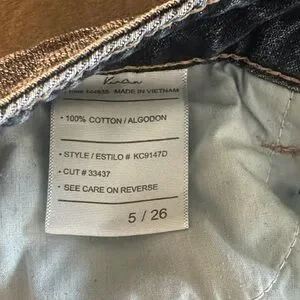 MADE IN VIETNAM
• 100% COTTON / ALGODON
• STYLE / ESTILO # KC9147D
• CUT # 33437
• SEE CARE ON REVERSE
5 / 26